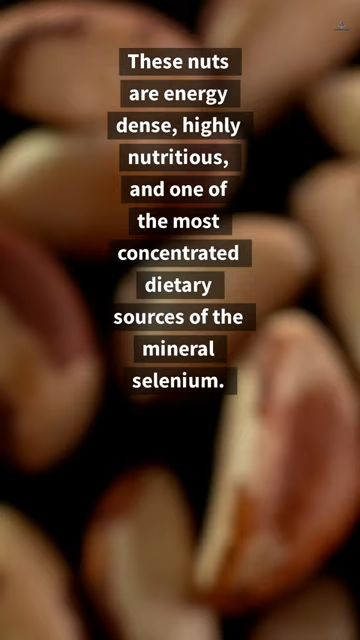 These nuts
are energy
dense, highly
nutritious,
and one of
the most
concentrated
dietary
sources of the
mineral
selenium.